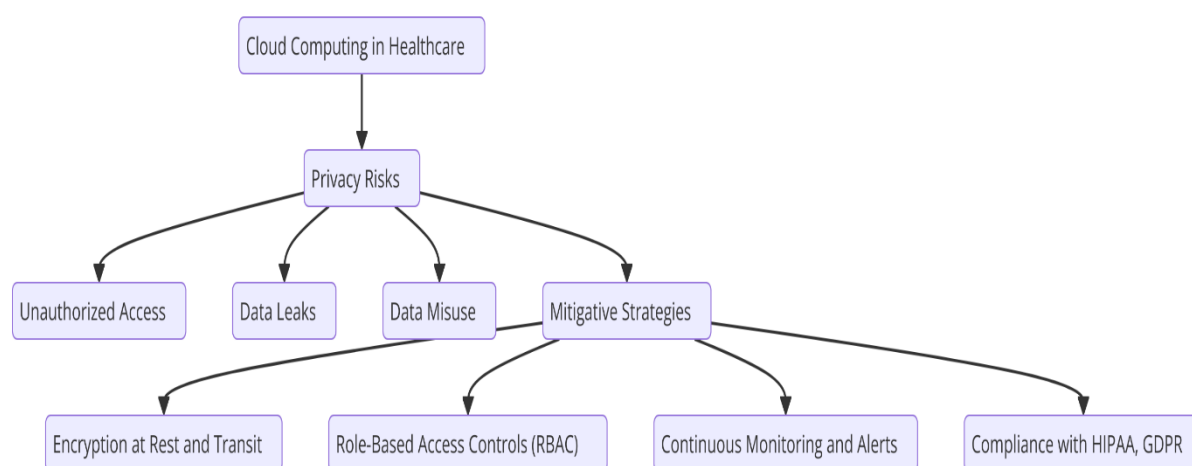 Cloud Computing in Healthcare
Privacy Risks
Unauthorized Access
Data Leaks
Data Misuse
Mitigative Strategies
Encryption at Rest and Transit
Role-Based Access Controls (RBAC)
Continuous Monitoring and Alerts
Compliance with HIPAA, GDPR